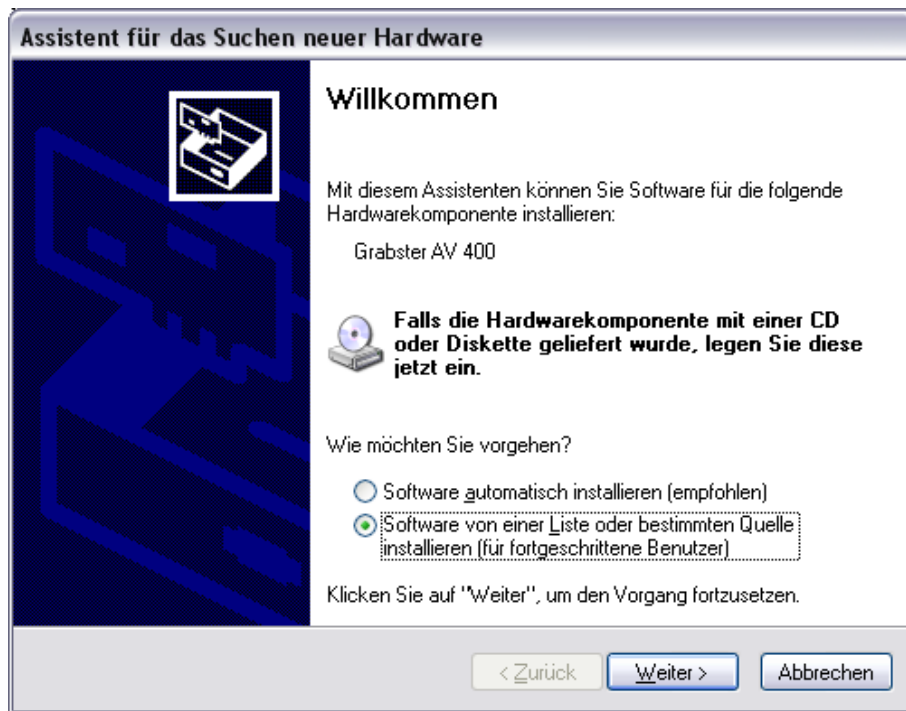 Assistent für das Suchen neuer Hardware
Willkommen
Mit diesem Assistenten können Sie Software für die folgende
Hardwarekomponente installieren:
Grabster AV 400
Falls die Hardwarekomponente mit einer CD
oder Diskette geliefert wurde, legen Sie diese
jetzt ein.
Wie möchten Sie vorgehen?
Software automatisch installieren (empfohlen)
Software von einer Liste oder bestimmten Quelle
installieren (für fortgeschrittene Benutzer)
Klicken Sie auf "Weiter", um den Vorgang fortzusetzen.
< Zurück
Weiter >
Abbrechen